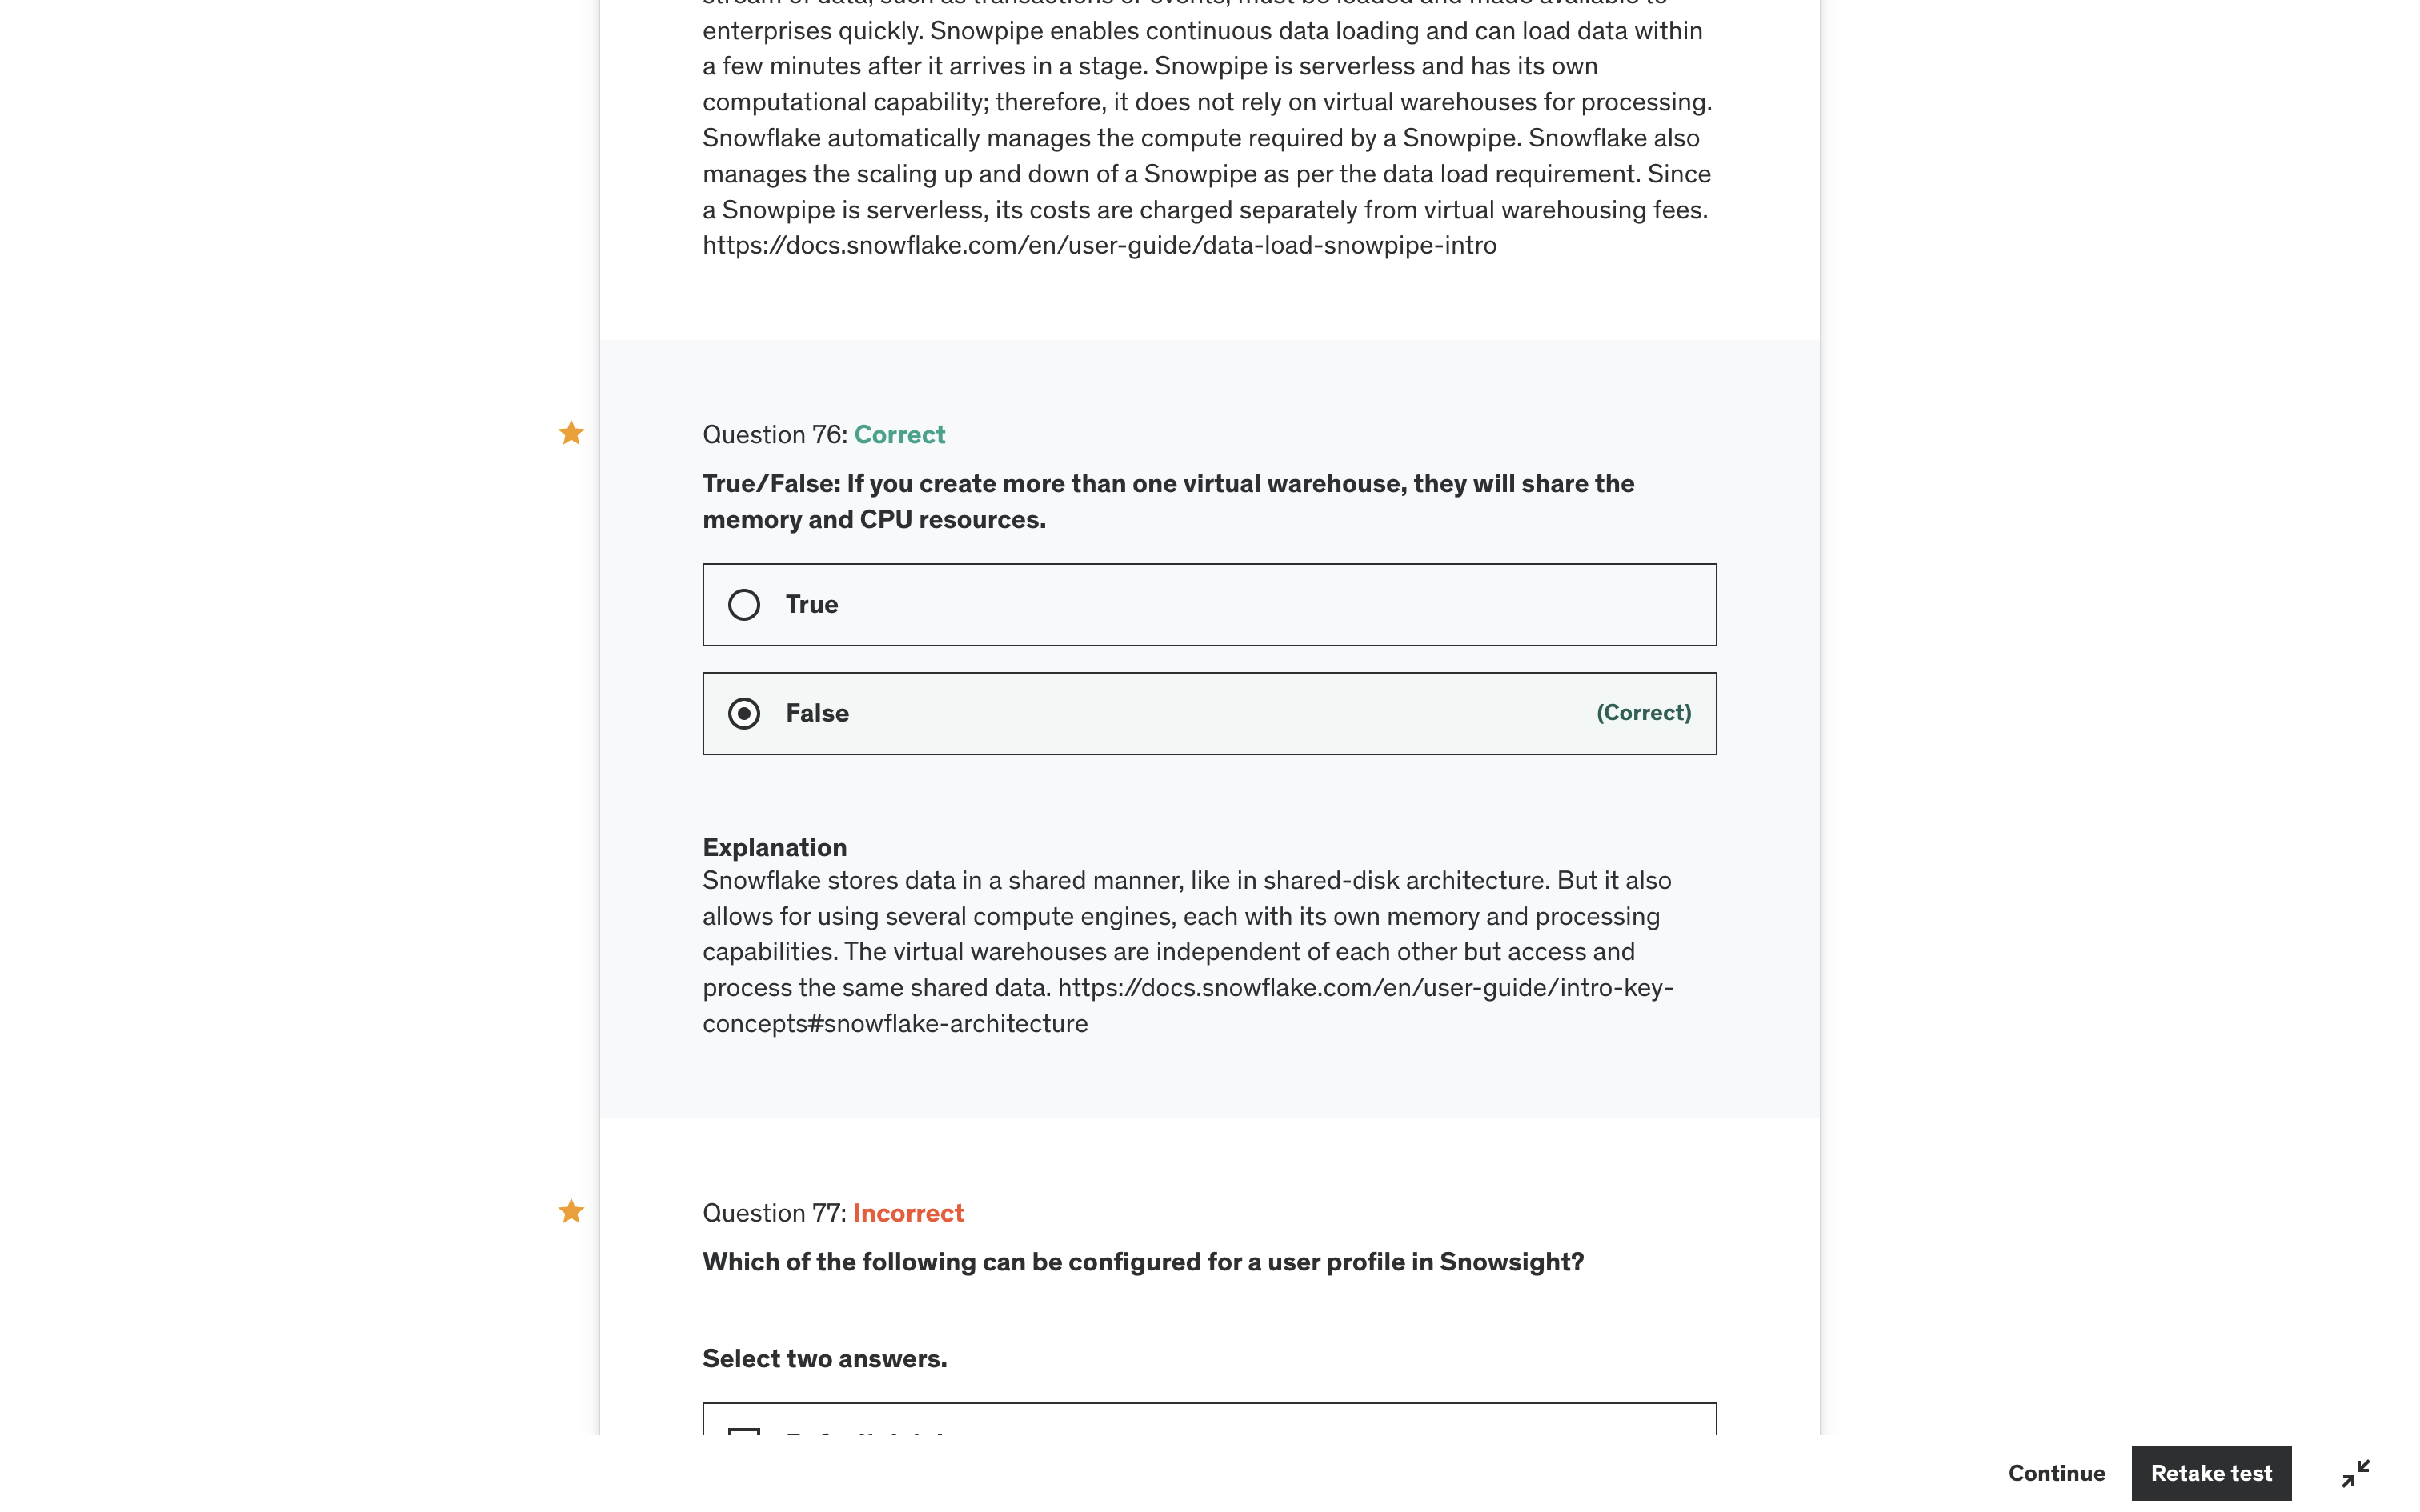 enterprises quickly. Snowpipe enables continuous data loading and can load data within
a few minutes after it arrives in a stage. Snowpipe is serverless and has its own
computational capability; therefore, it does not rely on virtual warehouses for processing.
Snowflake automatically manages the compute required by a Snowpipe. Snowflake also
manages the scaling up and down of a Snowpipe as per the data load requirement. Since
a Snowpipe is serverless, its costs are charged separately from virtual warehousing fees.
https://docs.snowflake.com/en/user-guide/data-load-snowpipe-intro
Question 76: Correct
True/False: If you create more than one virtual warehouse, they will share the
memory and CPU resources.
True
False (Correct)
Explanation
Snowflake stores data in a shared manner, like in shared-disk architecture. But it also
allows for using several compute engines, each with its own memory and processing
capabilities. The virtual warehouses are independent of each other but access and
process the same shared data. https://docs.snowflake.com/en/user-guide/intro-key-
concepts#snowflake-architecture
Question 77: Incorrect
Which of the following can be configured for a user profile in Snowsight?
Select two answers.
Continue Retake test